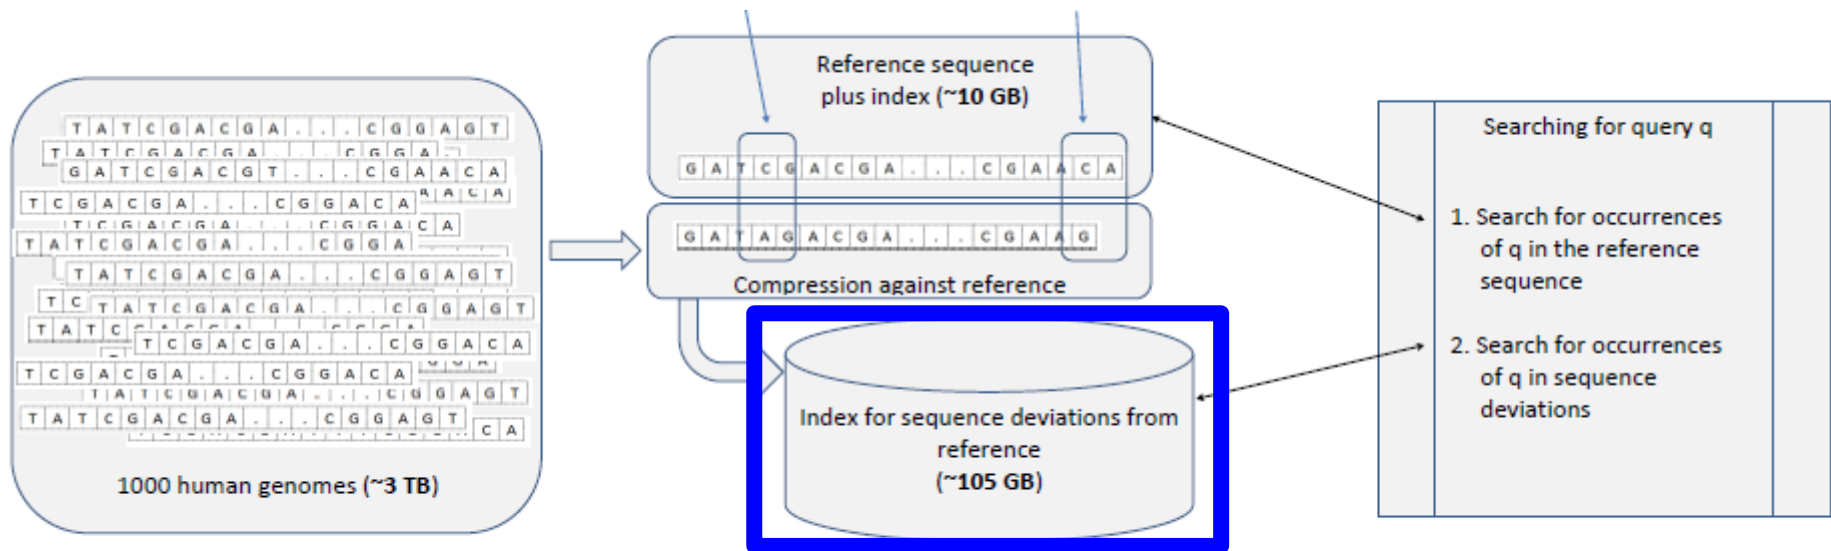 T A T C G A C G A . . . C G G A G T
T A T C G A C G A . . . C G G A .
G A T C G A C G T . . . C G A A C A
A A C A
T C G A C G A . . . C G G A C A
T C G A C G A . . . C G G A C A
T A T C G A C G A . . . C G G A
T A T C G A C G A . . . C G G A G T
T C
T A T C G A C G A . . . C G G A G T
T A T C G A C G A . . . C G G A
T C G A C G A . . . C G G A C A
G G A
T C G A C G A . . . C G G A C A
T A T C G A C G A . . . C G G A G T
T A T C G A C G A . . . C G G A G T
C A
1000 human genomes (~3 TB)
Reference sequence
plus index (~10 GB)
G A T C G A C G A . . . C G A A C A
G A T A G A C G A . . . C G A A G
Compression against reference
Index for sequence deviations from
reference
(~105 GB)
Searching for query q
1. Search for occurrences
of q in the reference
sequence
2. Search for occurrences
of q in sequence
deviations